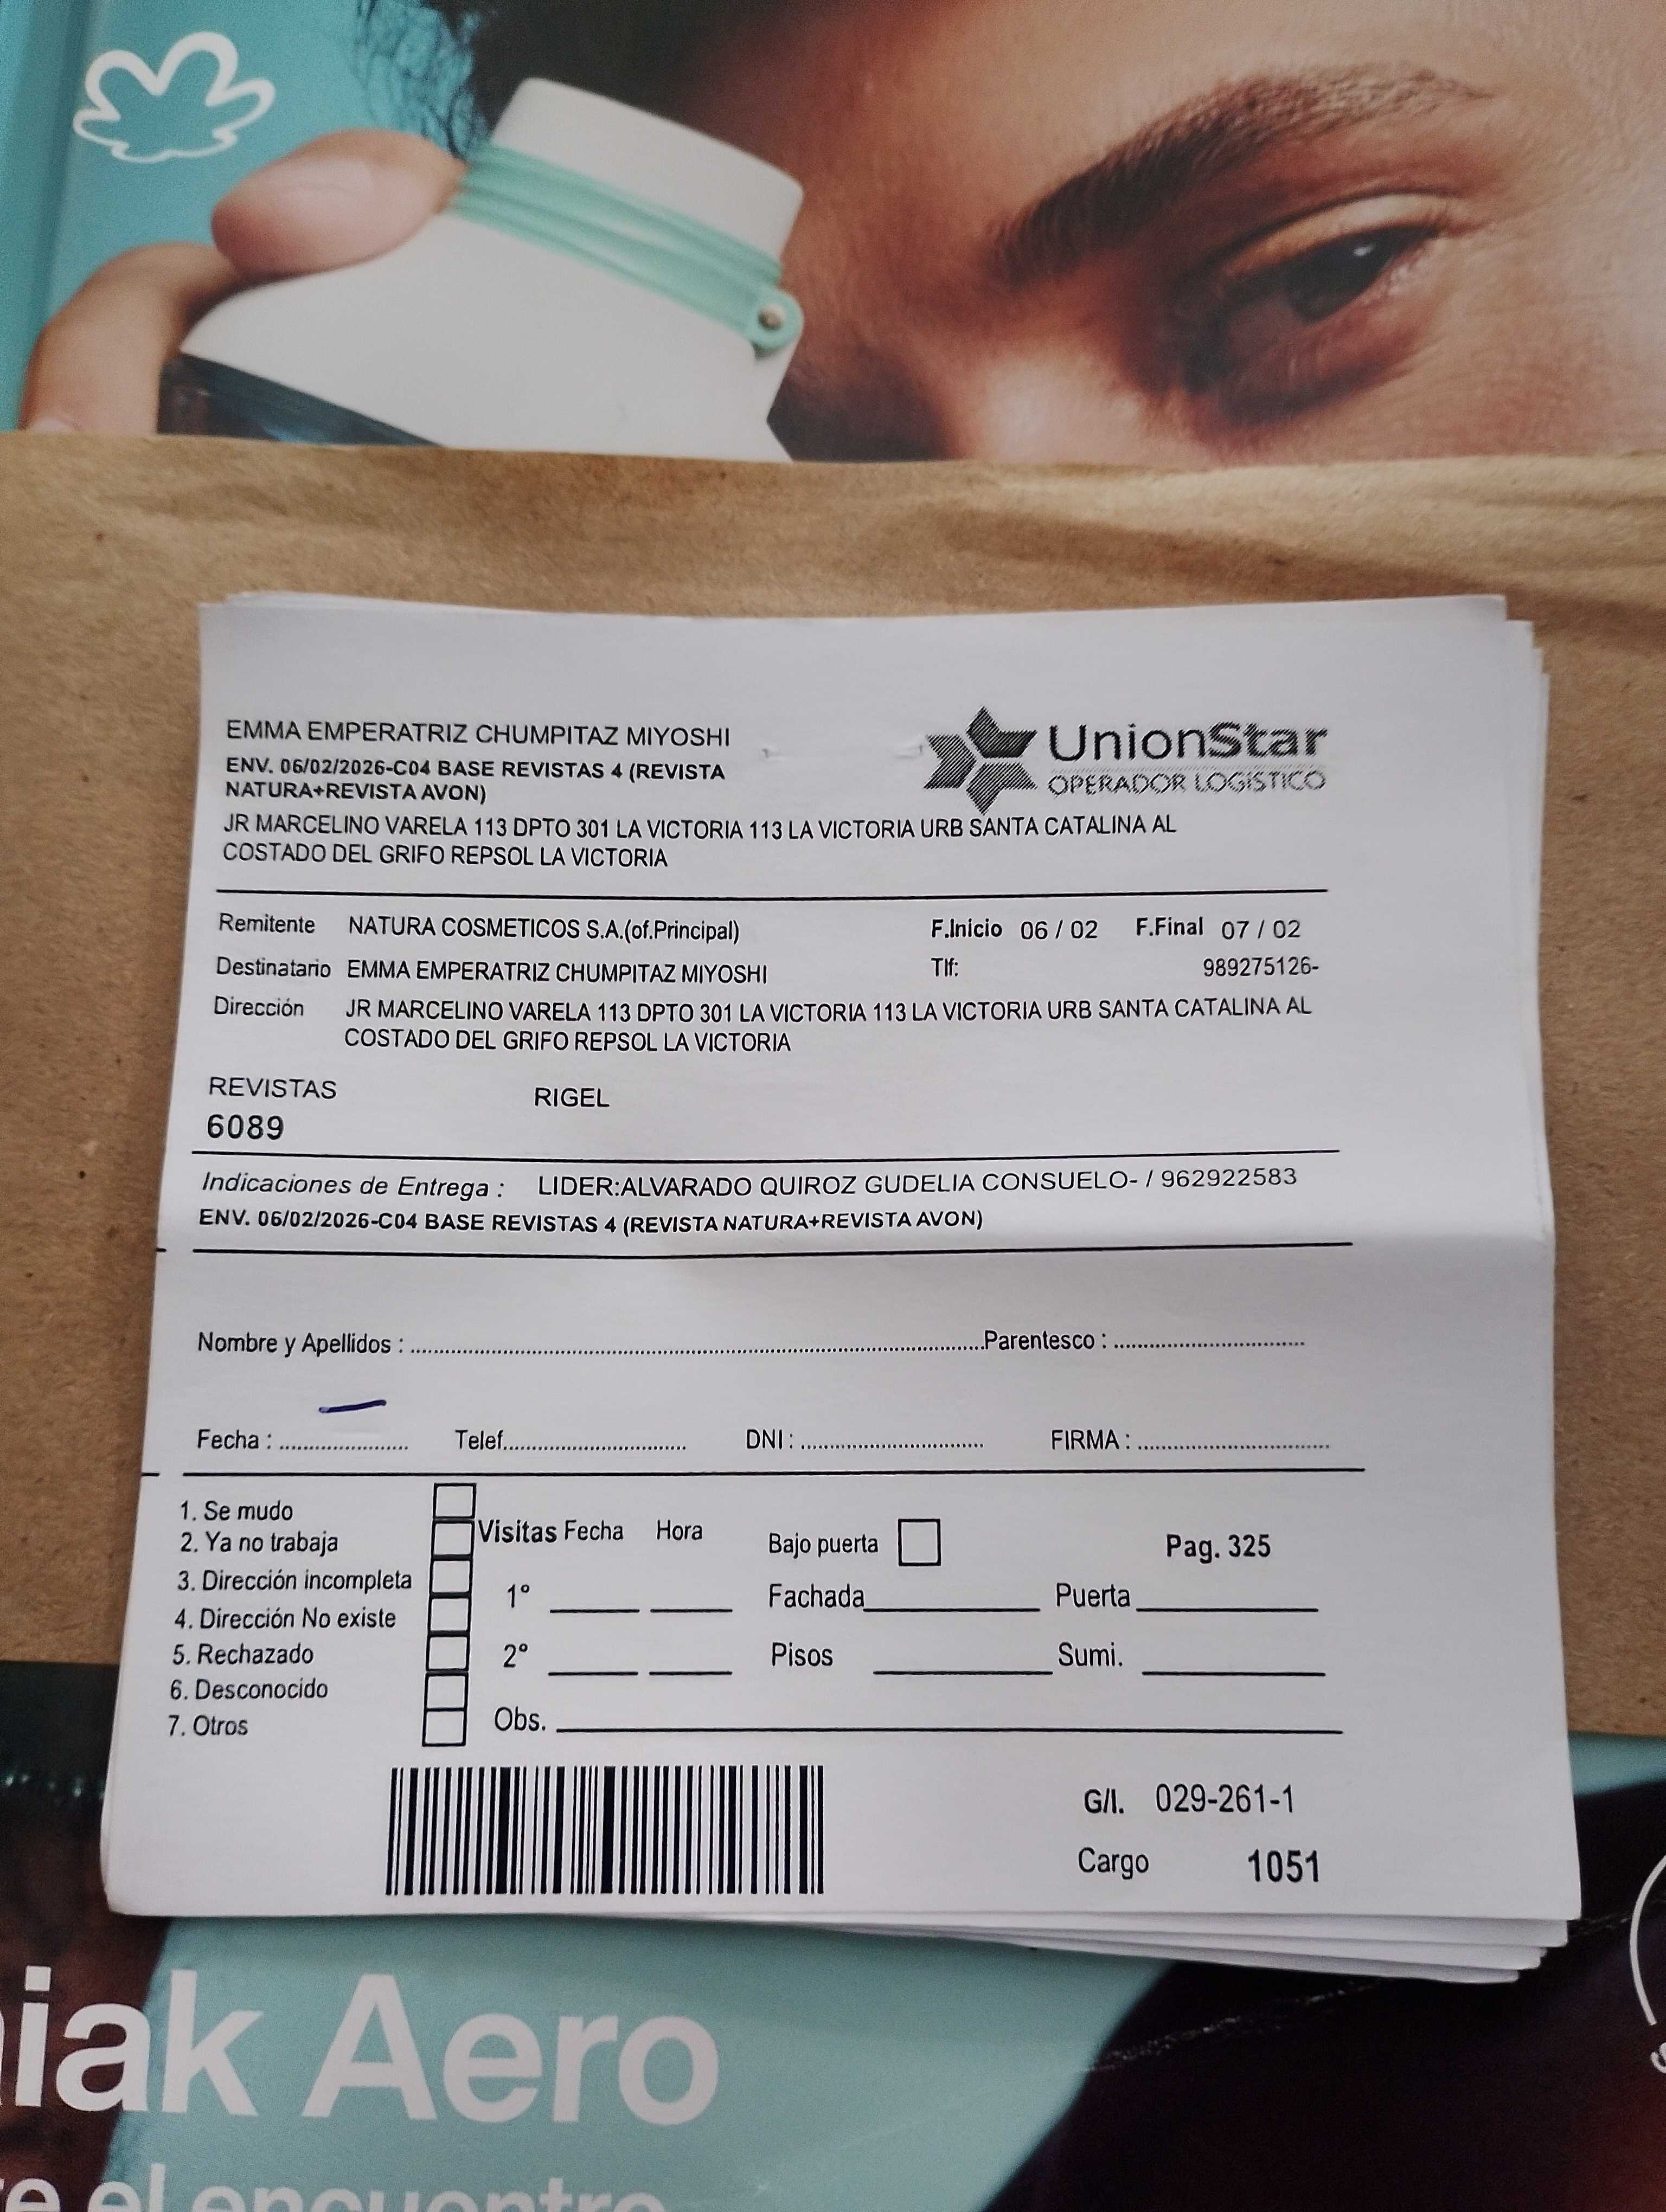 EMMA EMPERATRIZ CHUMPITAZ MIYOSHI
ENV. 06/02/2026-C04 BASE REVISTAS 4 (REVISTA
NATURA+REVISTA AVON)
UnionStar
OPERADOR LOGÍSTICO
JR MARCELINO VARELA 113 DPTO 301 LA VICTORIA 113 LA VICTORIA URB SANTA CATALINA AL
COSTADO DEL GRIFO REPSOL LA VICTORIA
Remitente NATURA COSMETICOS S.A.(of.Principal) F.Inicio 06 / 02 F.Final 07 / 02
Destinatario EMMA EMPERATRIZ CHUMPITAZ MIYOSHI Tlf: 989275126-
Dirección JR MARCELINO VARELA 113 DPTO 301 LA VICTORIA 113 LA VICTORIA URB SANTA CATALINA AL
COSTADO DEL GRIFO REPSOL LA VICTORIA
REVISTAS RIGEL
6089
Indicaciones de Entrega : LIDER:ALVARADO QUIROZ GUDELIA CONSUELO- / 962922583
ENV. 06/02/2026-C04 BASE REVISTAS 4 (REVISTA NATURA+REVISTA AVON)
Nombre y Apellidos : Parentesco :
Fecha : Telef. DNI : FIRMA :
1. Se mudo
2. Ya no trabaja
3. Dirección incompleta
4. Dirección No existe
5. Rechazado
6. Desconocido
7. Otros
Visitas Fecha Hora
1°
2°
Obs.
Bajo puerta Pag. 325
Fachada Puerta
Pisos Sumi.
G/I. 029-261-1
Cargo 1051
iak Aero
el encuentro